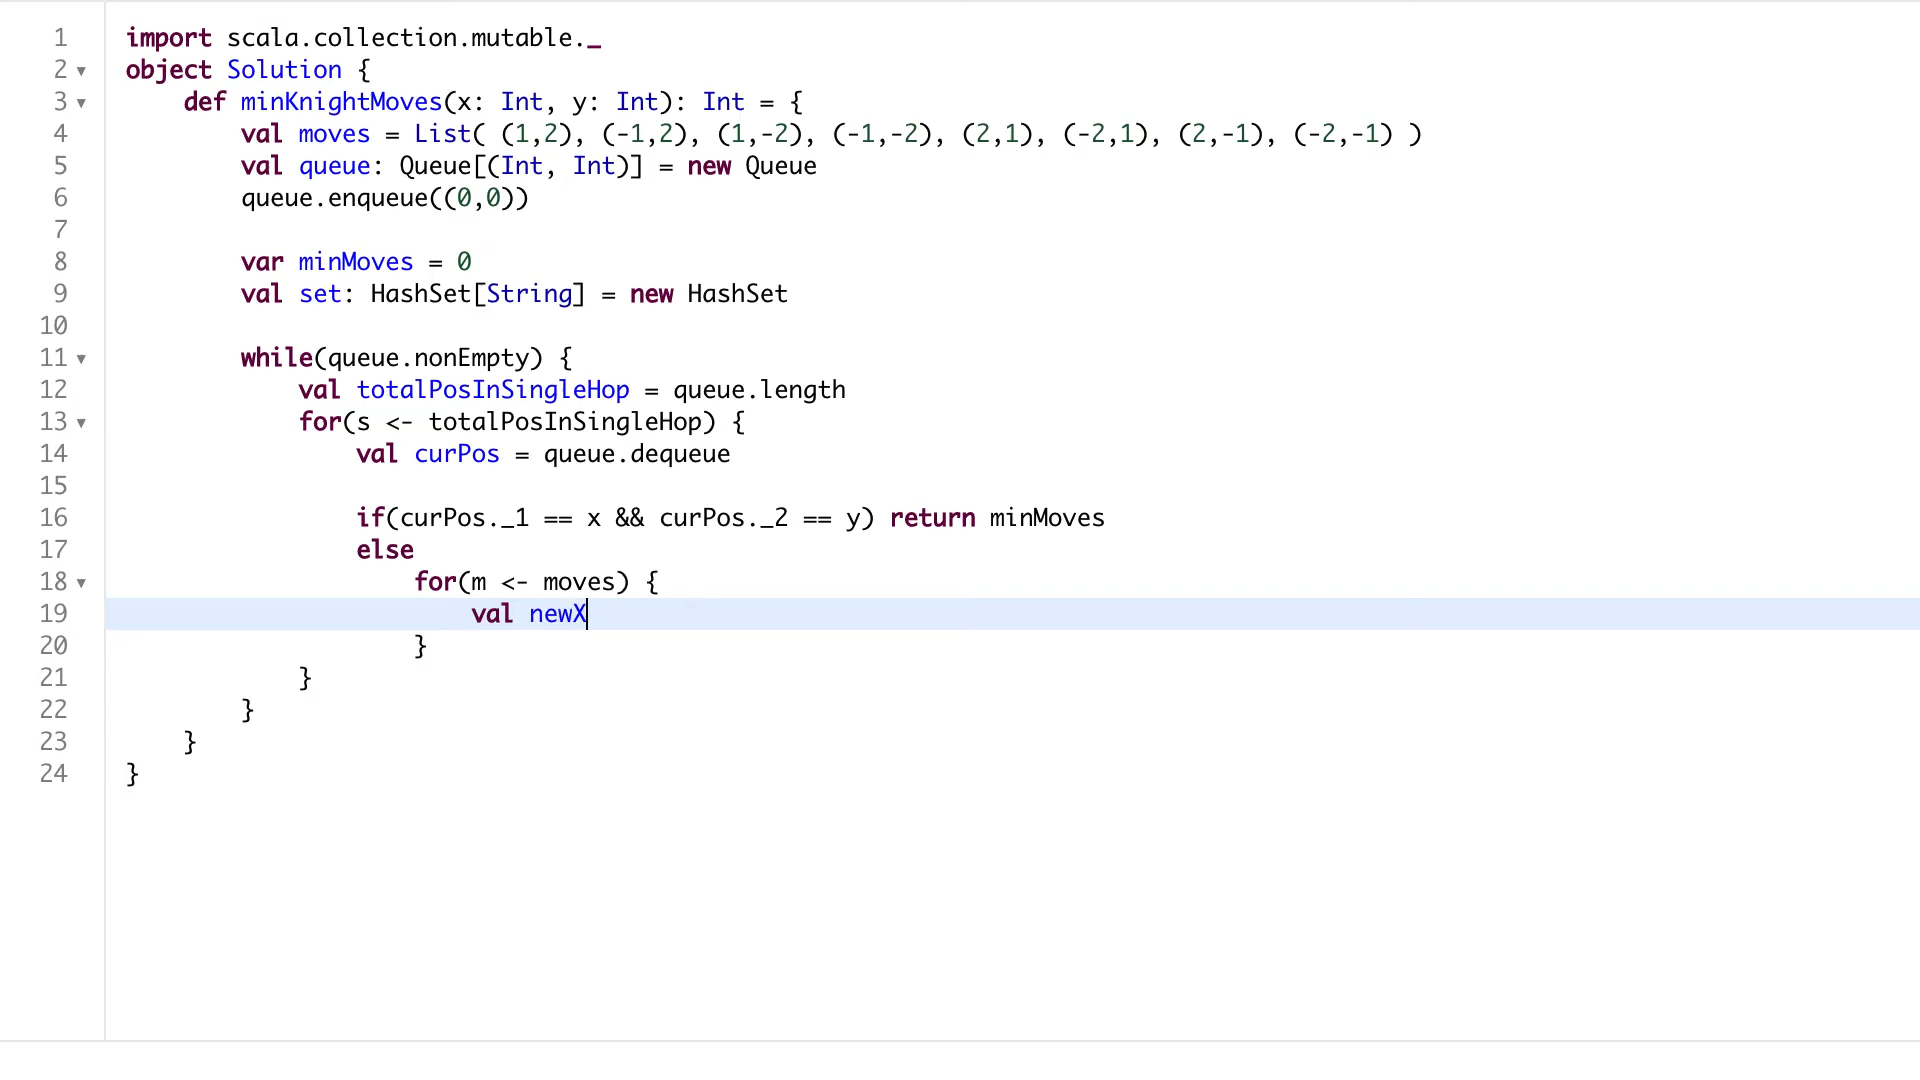 1 import scala.collection.mutable._
2 object Solution {
3 def minKnightMoves(x: Int, y: Int): Int = {
4 val moves = List( (1,2), (-1,2), (1,-2), (-1,-2), (2,1), (-2,1), (2,-1), (-2,-1) )
5 val queue: Queue[(Int, Int)] = new Queue
6 queue.enqueue((0,0))
7
8 var minMoves = 0
9 val set: HashSet[String] = new HashSet
10
11 while(queue.nonEmpty) {
12 val totalPosInSingleHop = queue.length
13 for(s <- totalPosInSingleHop) {
14 val curPos = queue.dequeue
15
16 if(curPos._1 == x && curPos._2 == y) return minMoves
17 else
18 for(m <- moves) {
19 val newX
20 }
21 }
22 }
23 }
24 }